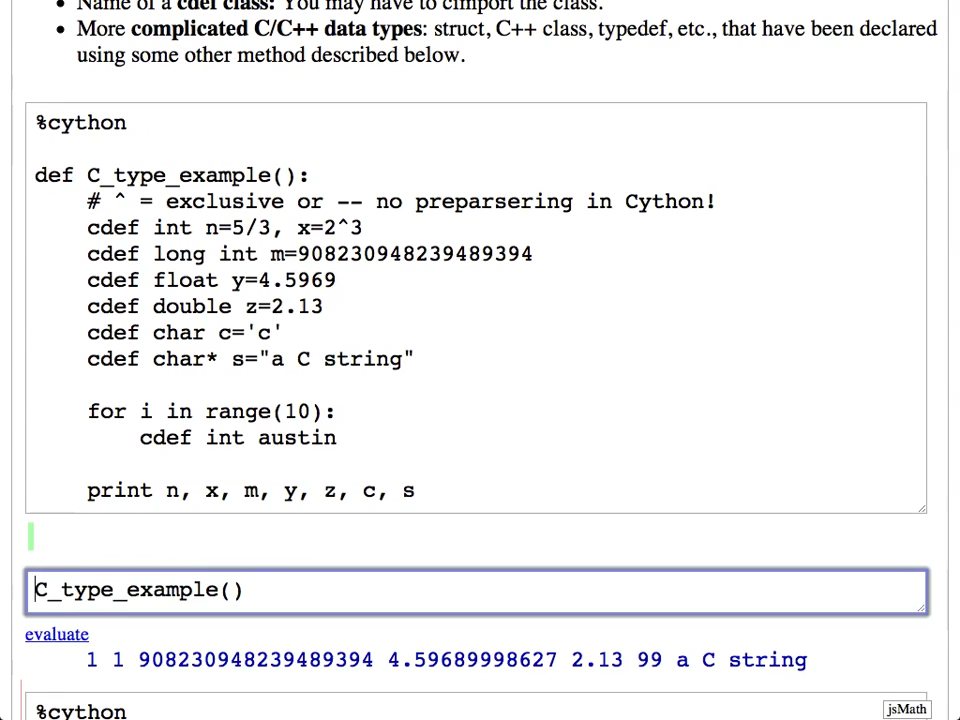 Name of a cdef class: You may have to cimport the class.
More complicated C/C++ data types: struct, C++ class, typedef, etc., that have been declared
using some other method described below.
%cython
def C_type_example():
    # ^ = exclusive or -- no preparsering in Cython!
    cdef int n=5/3, x=2^3
    cdef long int m=908230948239489394
    cdef float y=4.5969
    cdef double z=2.13
    cdef char c='c'
    cdef char* s="a C string"
    for i in range(10):
        cdef int austin
    print n, x, m, y, z, c, s
C_type_example()
evaluate
1 1 908230948239489394 4.59689998627 2.13 99 a C string
%cython
jsMath